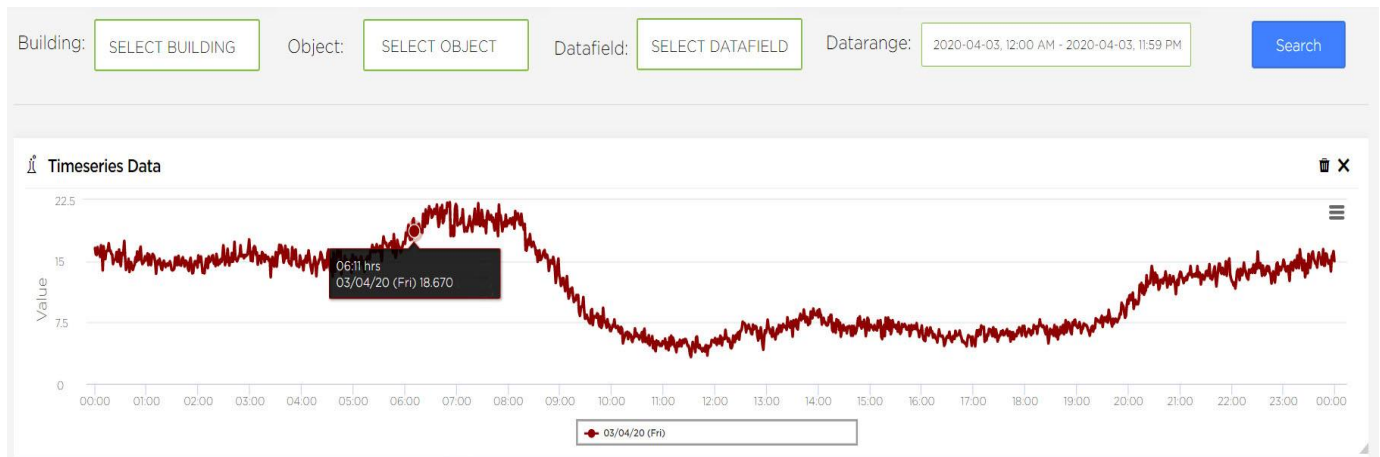 Building: SELECT BUILDING Object: SELECT OBJECT Datafield: SELECT DATAFIELD Datarange: 2020-04-03, 12:00 AM - 2020-04-03, 11:59 PM Search
Timeseries Data
22.5
15
7.5
0
Value
06:11 hrs
03/04/20 (Fri) 18.670
00:00 01:00 02:00 03:00 04:00 05:00 06:00 07:00 08:00 09:00 10:00 11:00 12:00 13:00 14:00 15:00 16:00 17:00 18:00 19:00 20:00 21:00 22:00 23:00 00:00
03/04/20 (Fri)